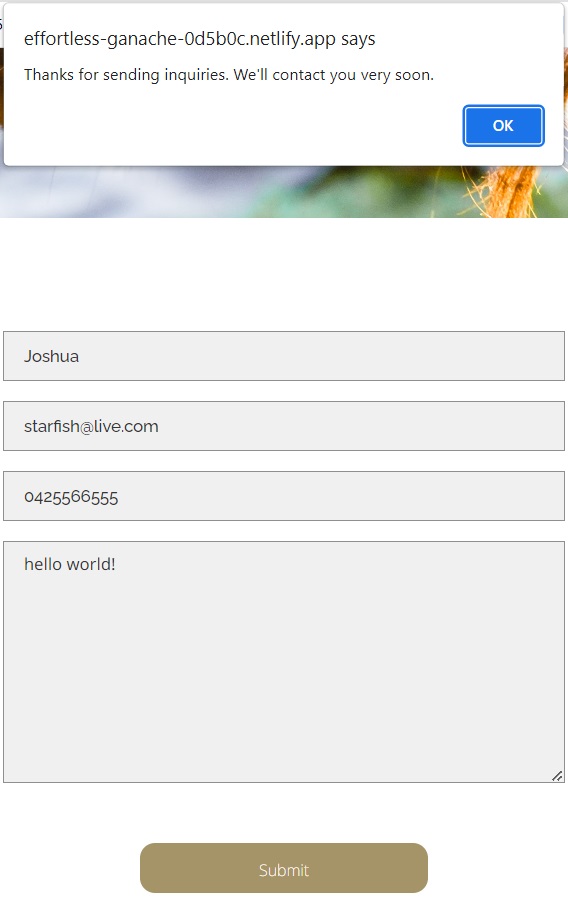 effortless-ganache-0d5b0c.netlify.app says
Thanks for sending inquiries. We'll contact you very soon.
OK
Joshua
starfish@live.com
0425566555
hello world!
Submit